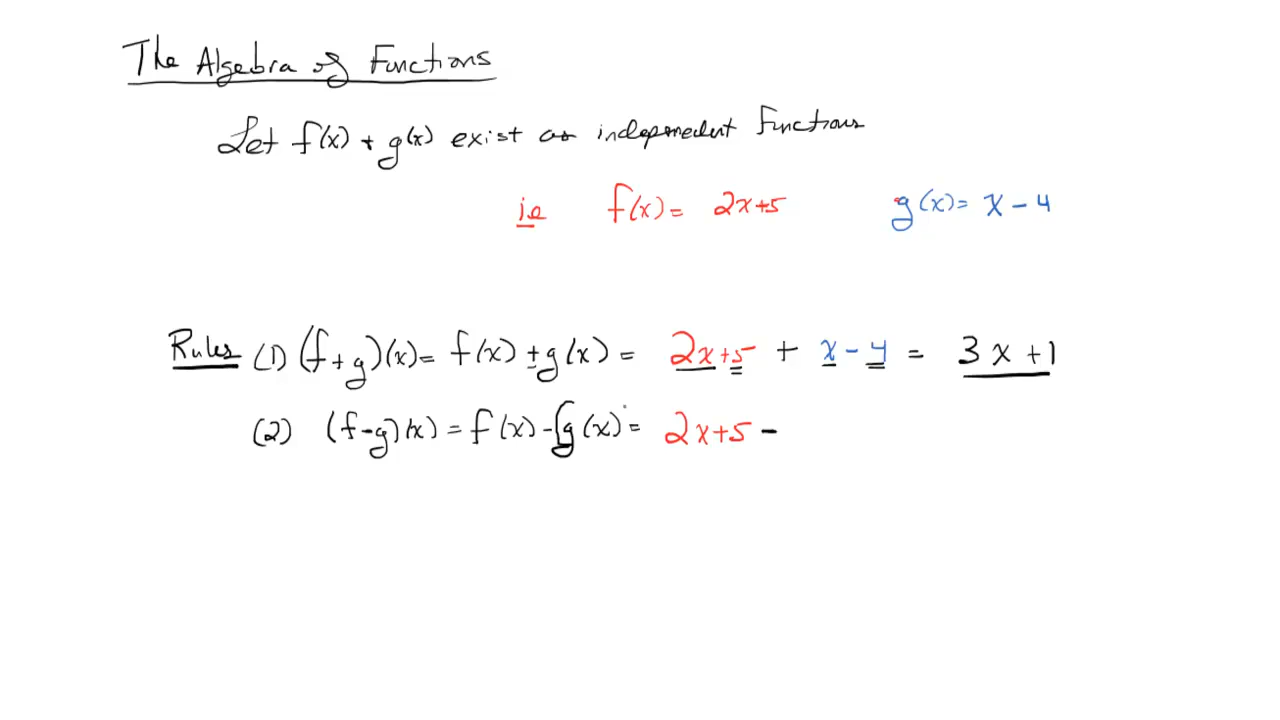 The Algebra of Functions
Let f(x) + g(x) exist as independent Functions
ie f(x) = 2x+5 g(x) = x - 4
Rules (1) (f+g)(x) = f(x) + g(x) = 2x+5 + x - 4 = 3x+1
(2) (f-g)(x) = f(x) - (g(x) = 2x+5 -